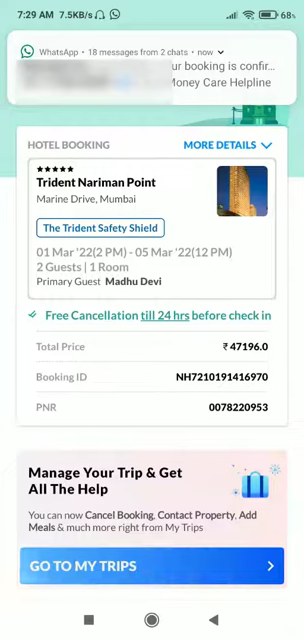 7:29 AM 7.5KB/s
68%
WhatsApp • 18 messages from 2 chats • now
ur booking is confir...
Money Care Helpline
HOTEL BOOKING
MORE DETAILS
Trident Nariman Point
Marine Drive, Mumbai
The Trident Safety Shield
01 Mar '22(2 PM) - 05 Mar '22(12 PM)
2 Guests | 1 Room
Primary Guest Madhu Devi
Free Cancellation till 24 hrs before check in
Total Price ₹ 47196.0
Booking ID NH7210191416970
PNR 0078220953
Manage Your Trip & Get
All The Help
You can now Cancel Booking, Contact Property, Add
Meals & much more right from My Trips
GO TO MY TRIPS